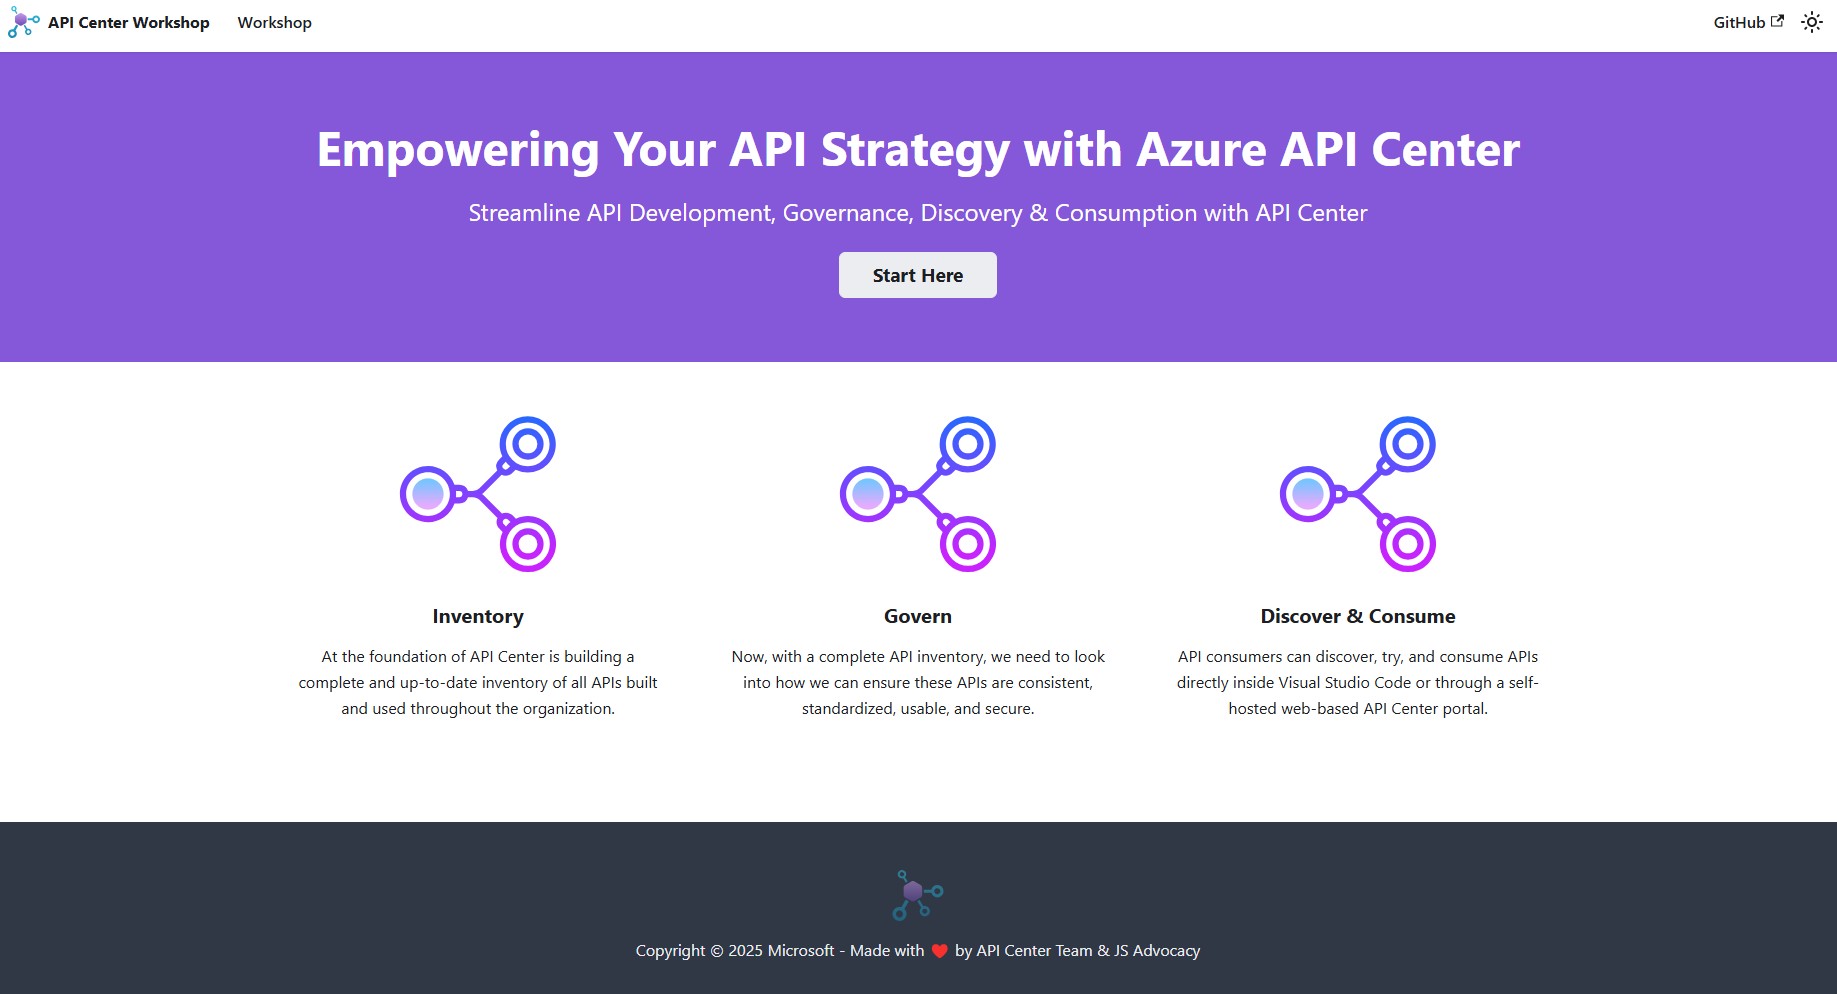 API Center Workshop
Workshop
GitHub
Empowering Your API Strategy with Azure API Center
Streamline API Development, Governance, Discovery & Consumption with API Center
Start Here
Inventory
At the foundation of API Center is building a
complete and up-to-date inventory of all APIs built
and used throughout the organization.
Govern
Now, with a complete API inventory, we need to look
into how we can ensure these APIs are consistent,
standardized, usable, and secure.
Discover & Consume
API consumers can discover, try, and consume APIs
directly inside Visual Studio Code or through a self-
hosted web-based API Center portal.
Copyright © 2025 Microsoft - Made with ❤️ by API Center Team & JS Advocacy